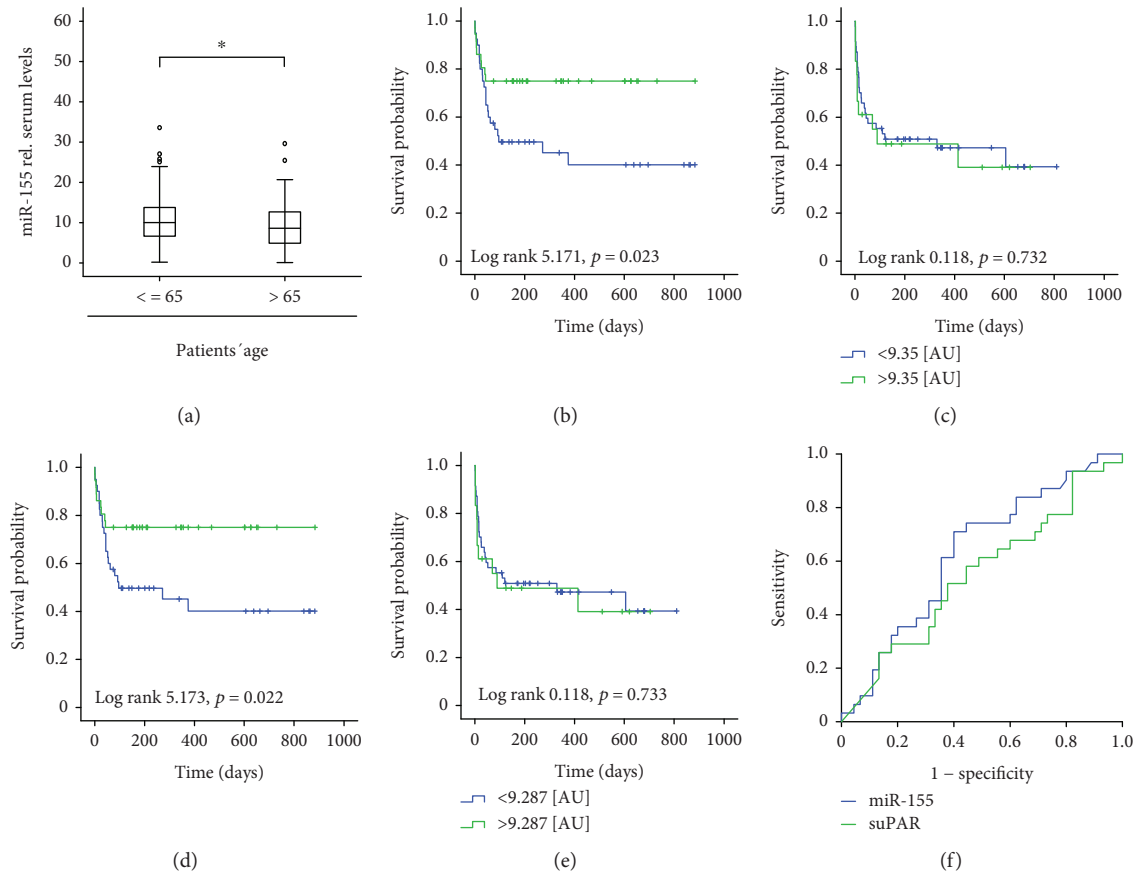 60
50
40
30
20
10
0
miR-155 rel. serum levels
*
< = 65
> 65
Patients´age
(a)
1.0
0.8
0.6
0.4
0.2
0
Survival probability
Log rank 5.171, p = 0.023
0 200 400 600 800 1000
Time (days)
(b)
1.0
0.8
0.6
0.4
0.2
0
Survival probability
Log rank 0.118, p = 0.732
0 200 400 600 800 1000
Time (days)
<9.35 [AU]
>9.35 [AU]
(c)
1.0
0.8
0.6
0.4
0.2
0
Survival probability
Log rank 5.173, p = 0.022
0 200 400 600 800 1000
Time (days)
(d)
1.0
0.8
0.6
0.4
0.2
0
Survival probability
Log rank 0.118, p = 0.733
0 200 400 600 800 1000
Time (days)
<9.287 [AU]
>9.287 [AU]
(e)
1.0
0.8
0.6
0.4
0.2
0
Sensitivity
0 0.2 0.4 0.6 0.8 1.0
1 − specificity
miR-155
suPAR
(f)